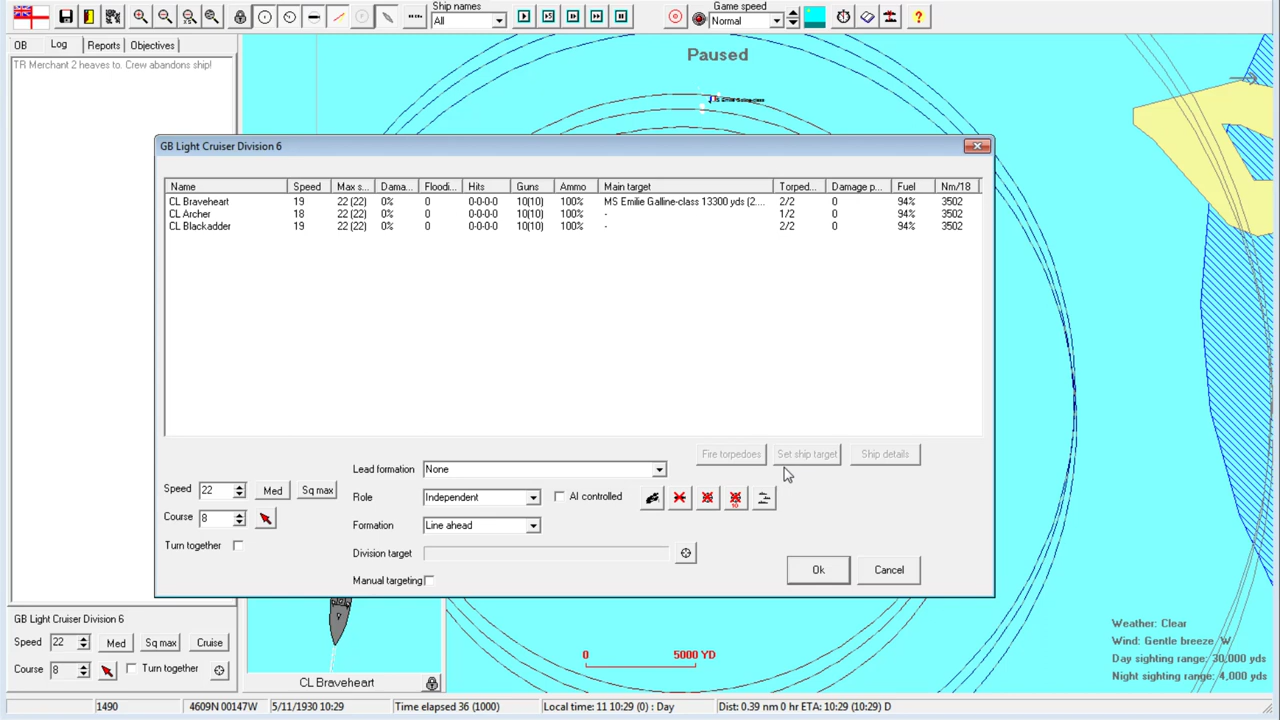 Ship names
All
Game speed
Normal
OB Log Reports Objectives
TR Merchant 2 heaves to. Crew abandons ship!
Paused
GB Light Cruiser Division 6
Name Speed Max s... Dama... Floodi... Hits Guns Ammo Main target Torped... Damage p... Fuel Nm/18
CL Braveheart 19 22 (22) 0% 0 0-0-0-0 10(10) 100% MS Emilie Galline-class 13300 yds (2.... 2/2 0 94% 3502
CL Archer 18 22 (22) 0% 0 0-0-0-0 10(10) 100% - 1/2 0 94% 3502
CL Blackadder 19 22 (22) 0% 0 0-0-0-0 10(10) 100% - 2/2 0 94% 3502
Fire torpedoes Set ship target Ship details
Lead formation None
Speed 22 Med Sq max
Role Independent AI controlled
10
Course 8
Formation Line ahead
Turn together
Division target
Manual targeting
Ok Cancel
GB Light Cruiser Division 6
Speed 22 Med Sq max Cruise
Course 8 Turn together
CL Braveheart
0 5000 YD
Weather: Clear
Wind: Gentle breeze, W
Day sighting range: 30,000 yds
Night sighting range: 4,000 yds
1490 4609N 00147W 5/11/1930 10:29 Time elapsed 36 (1000) Local time: 11 10:29 (0) : Day Dist: 0.39 nm 0 hr ETA: 10:29 (10:29) D